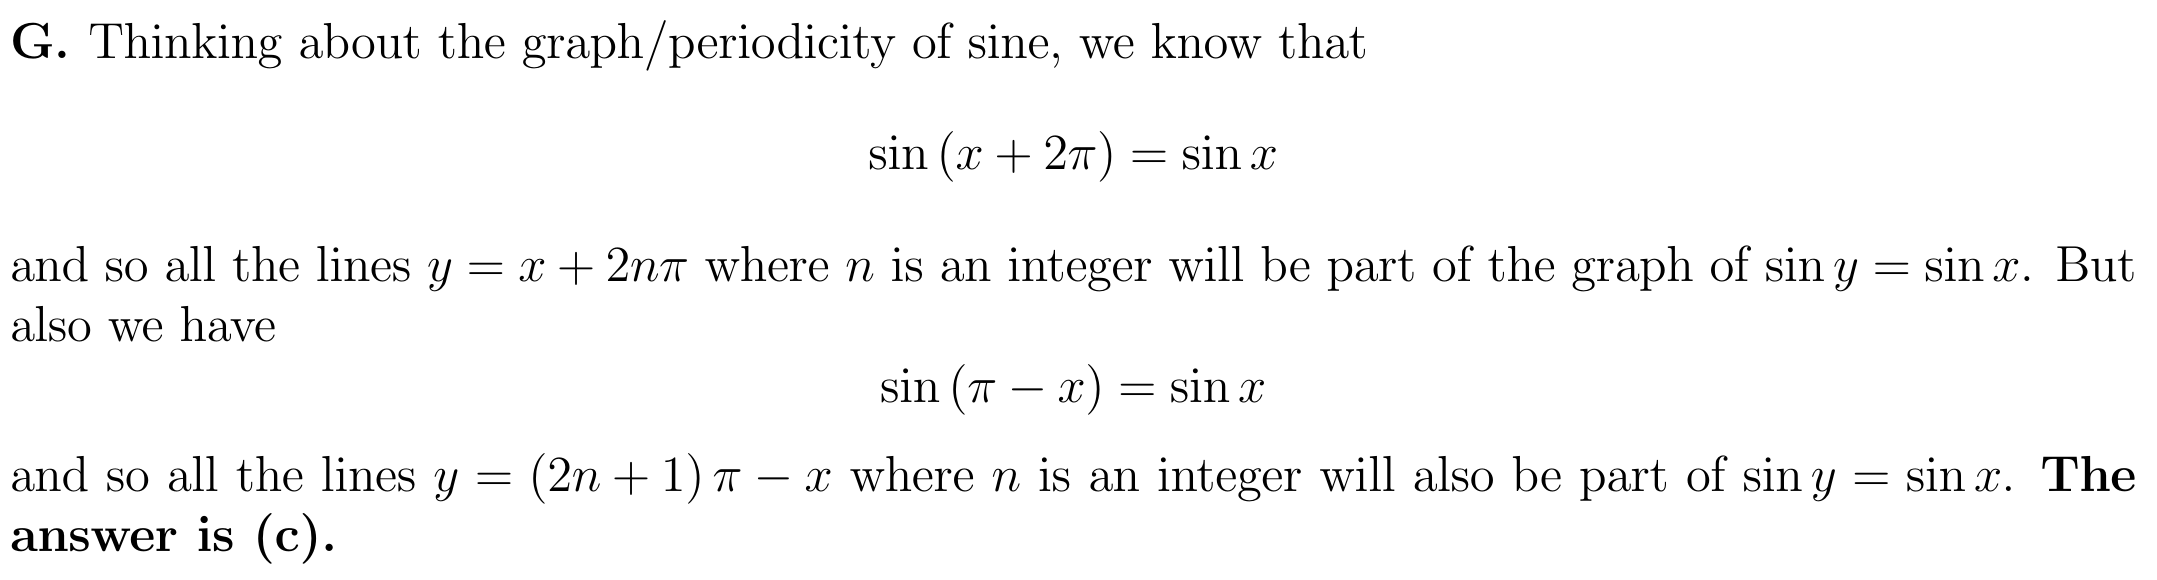 G. Thinking about the graph/periodicity of sine, we know that
sin (x + 2π) = sin x
and so all the lines y = x + 2nπ where n is an integer will be part of the graph of sin y = sin x. But
also we have
sin (π − x) = sin x
and so all the lines y = (2n + 1) π − x where n is an integer will also be part of sin y = sin x. The
answer is (c).